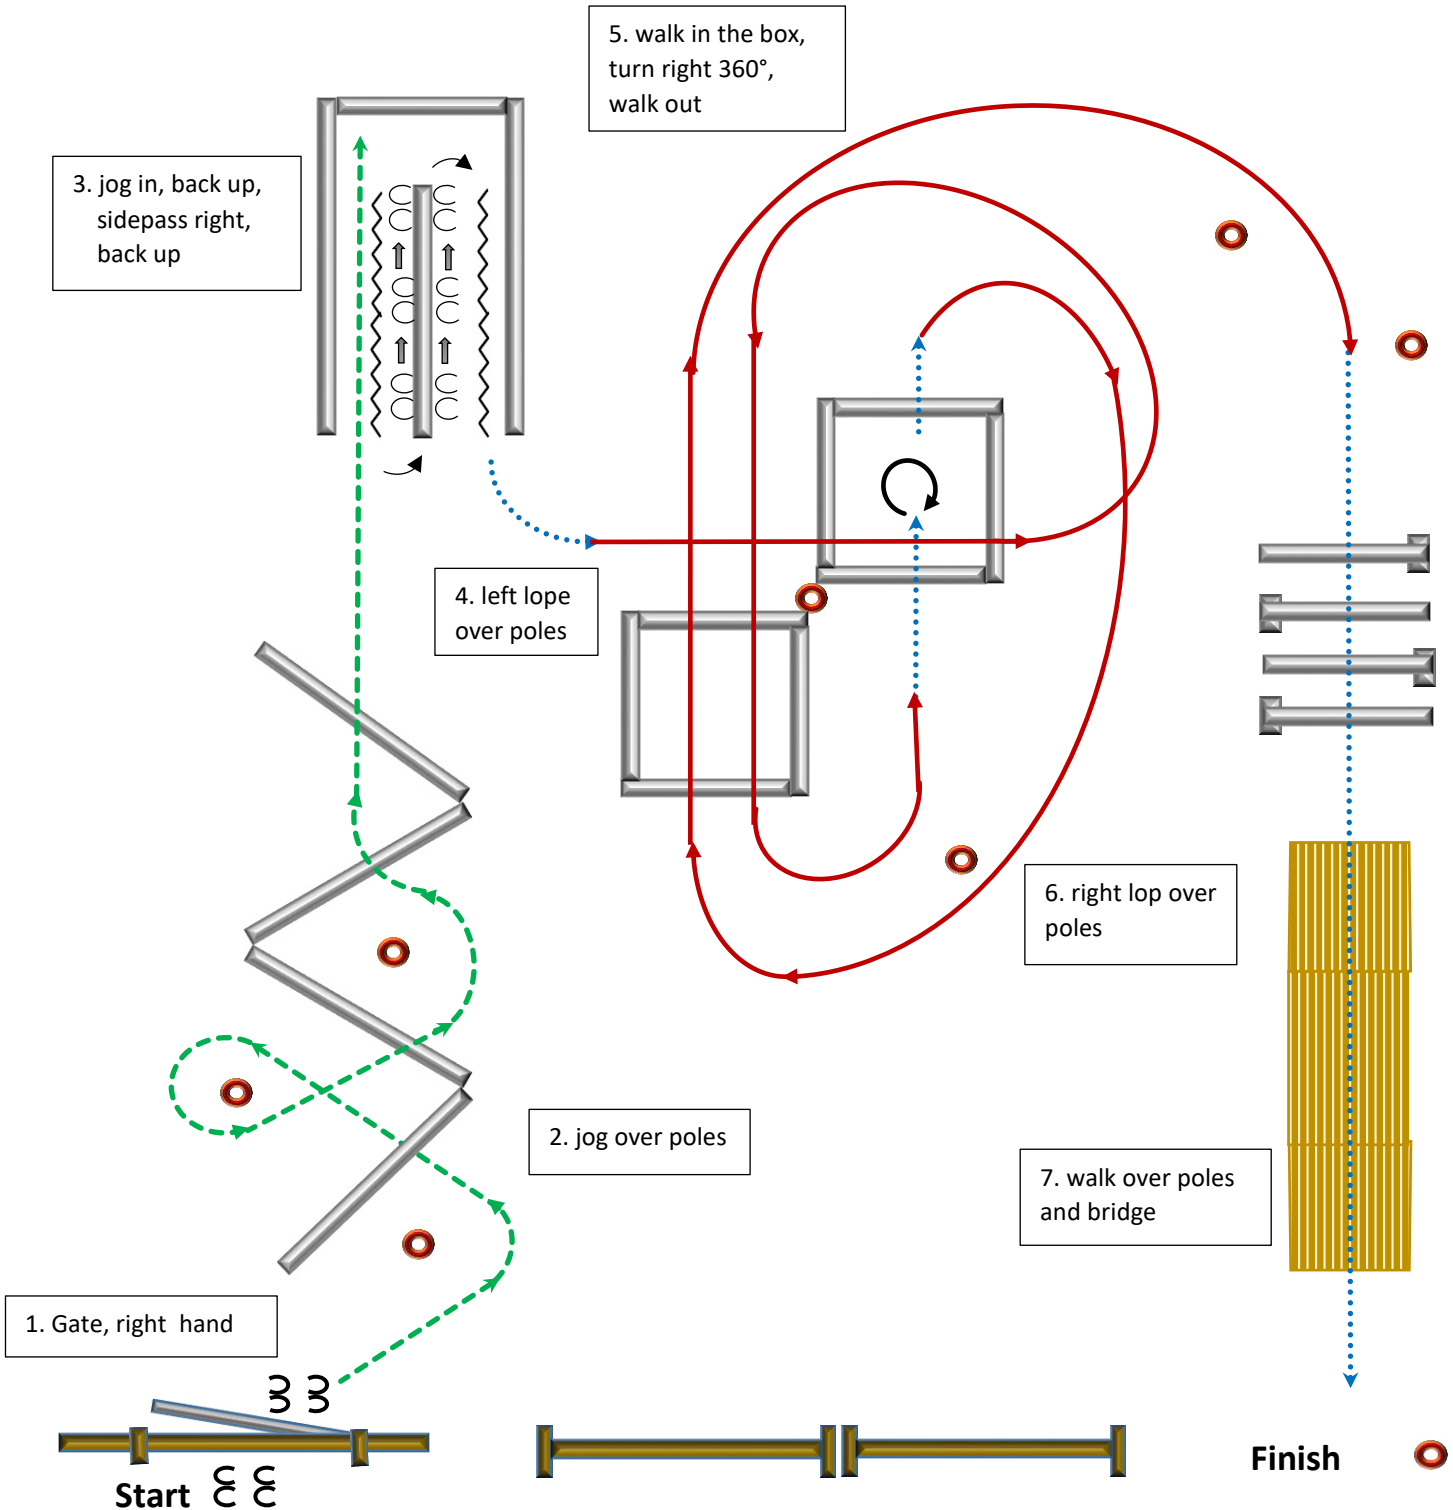 5. walk in the box,
turn right 360°,
walk out
3. jog in, back up,
sidepass right,
back up
4. left lope
over poles
6. right lop over
poles
2. jog over poles
7. walk over poles
and bridge
1. Gate, right hand
Start
Finish